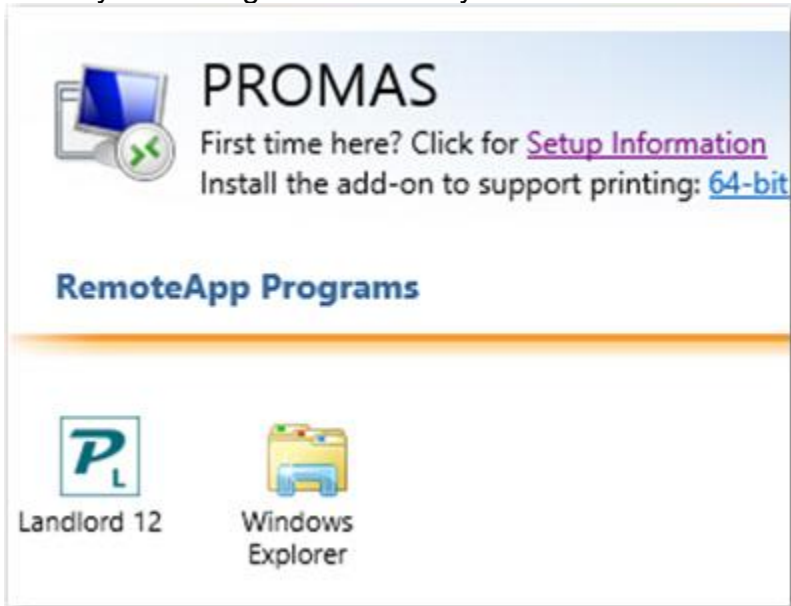 PROMAS
First time here? Click for Setup Information
Install the add-on to support printing: 64-bit
RemoteApp Programs
PL
Landlord 12
Windows
Explorer